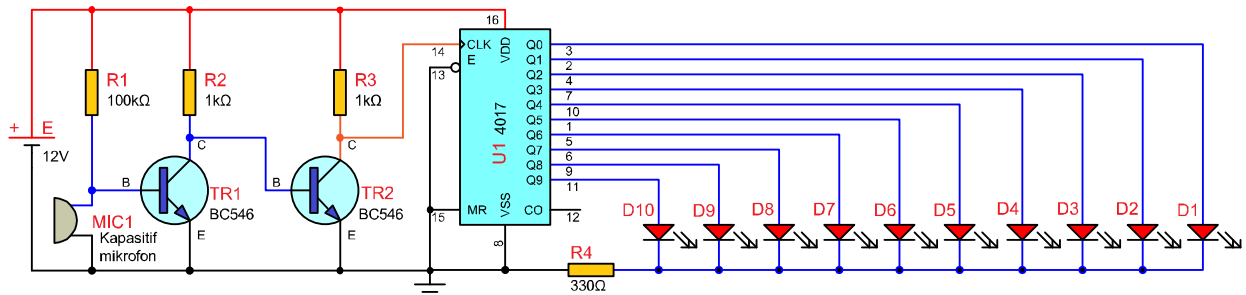 R1
100kΩ
R2
1kΩ
R3
1kΩ
+ E
12V
MIC1
Kapasitif
mikrofon
B
C
E
TR1
BC546
B
C
E
TR2
BC546
16
14
13
15
8
CLK
E
VDD
U1 4017
MR
VSS
CO
12
Q0
3
Q1
2
Q2
4
Q3
7
Q4
10
Q5
1
Q6
5
Q7
6
Q8
9
Q9
11
D10
D9
D8
D7
D6
D5
D4
D3
D2
D1
R4
330Ω